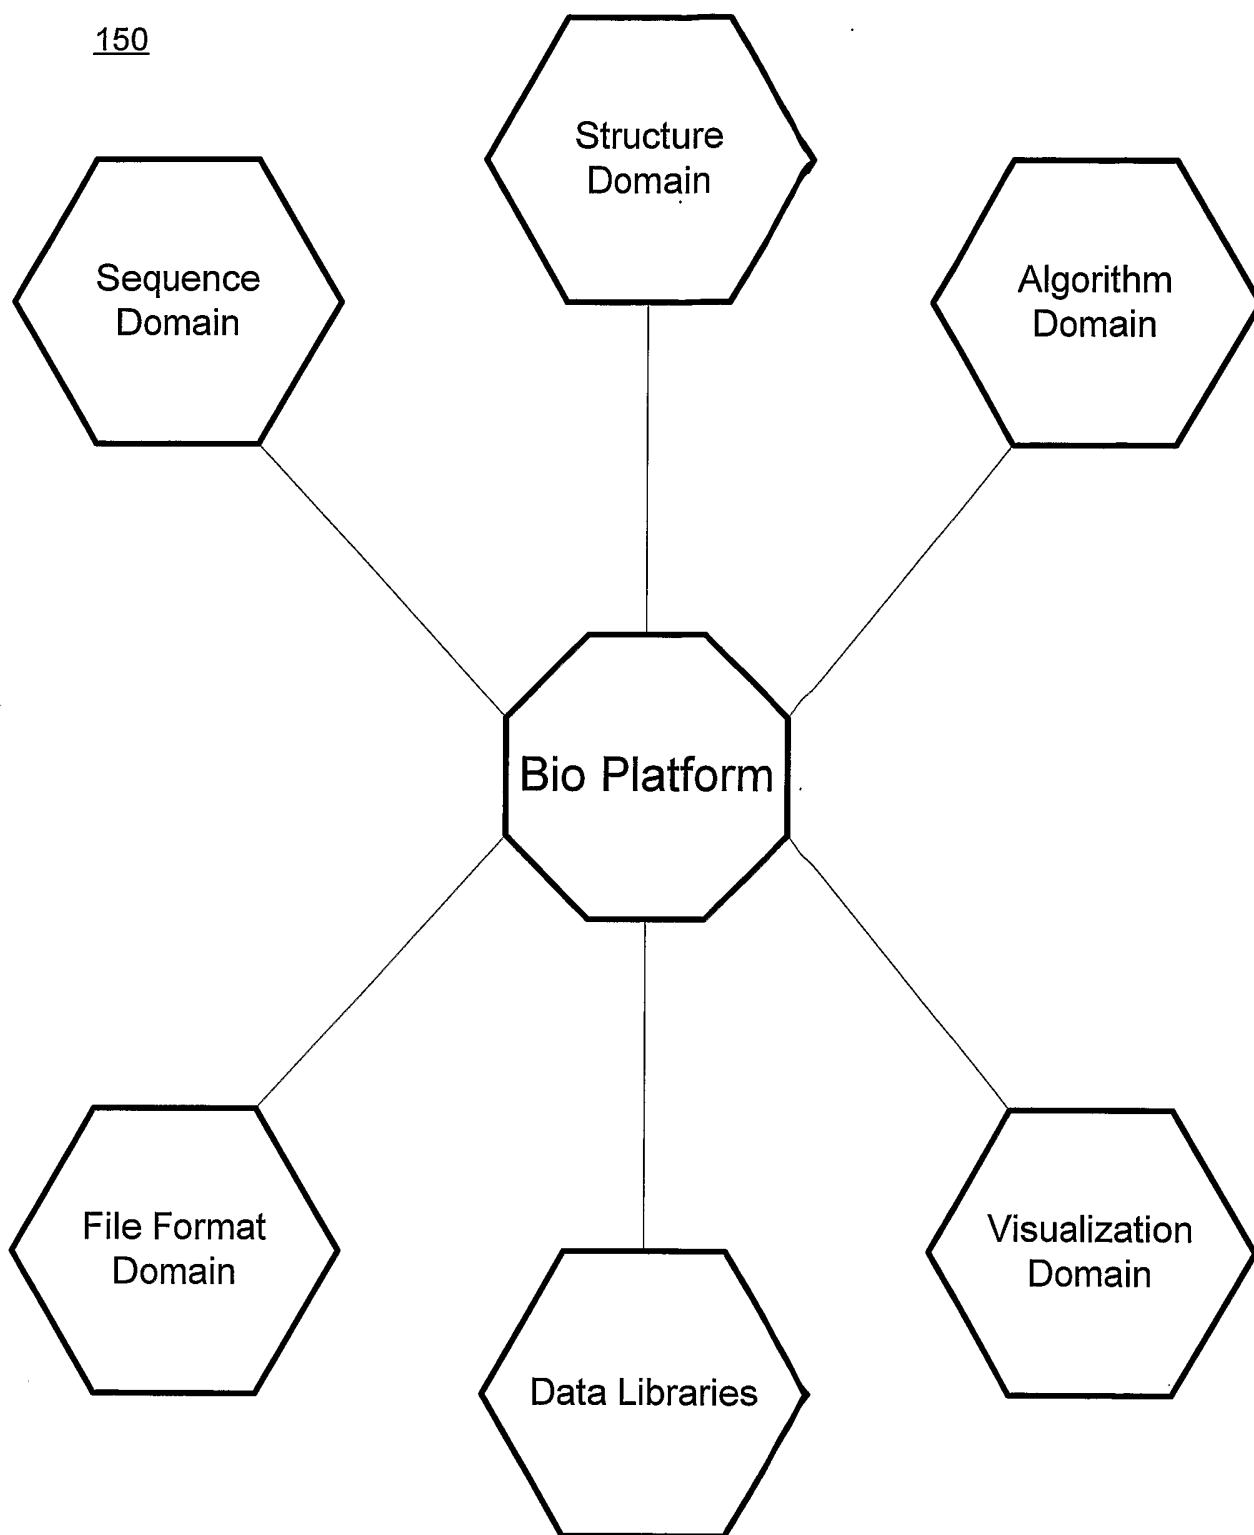 150
Structure
Domain
Sequence
Domain
Algorithm
Domain
Bio Platform
File Format
Domain
Visualization
Domain
Data Libraries